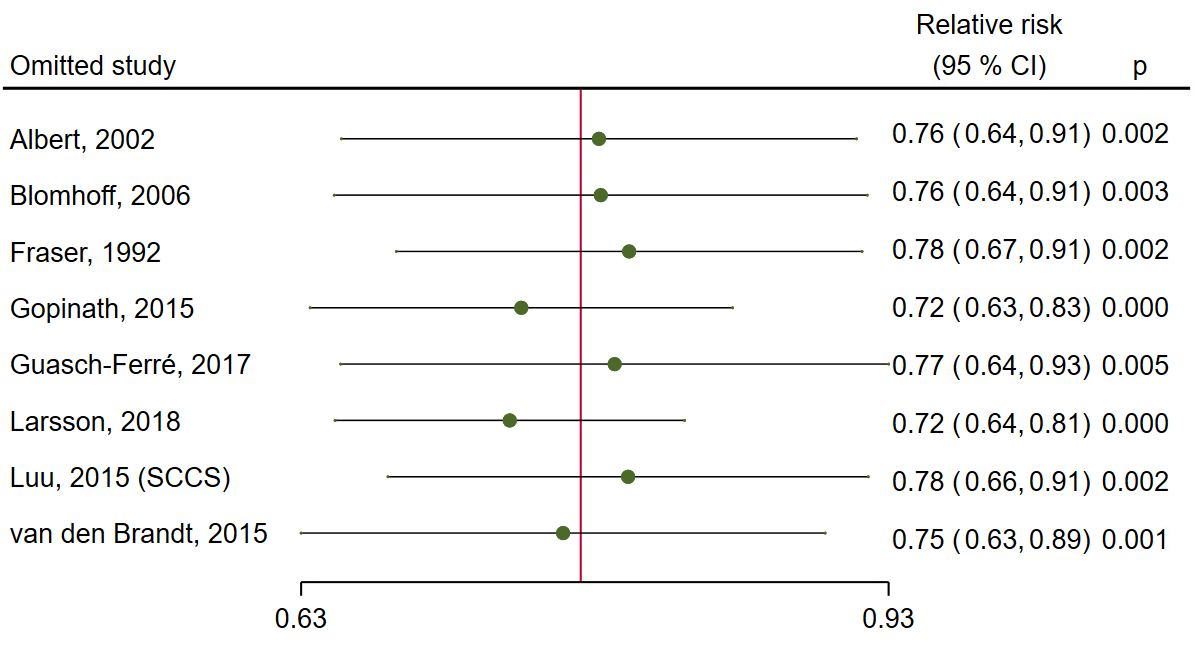 Relative risk
Omitted study (95 % CI) p
Albert, 2002 0.76 (0.64, 0.91) 0.002
Blomhoff, 2006 0.76 (0.64, 0.91) 0.003
Fraser, 1992 0.78 (0.67, 0.91) 0.002
Gopinath, 2015 0.72 (0.63, 0.83) 0.000
Guasch-Ferré, 2017 0.77 (0.64, 0.93) 0.005
Larsson, 2018 0.72 (0.64, 0.81) 0.000
Luu, 2015 (SCCS) 0.78 (0.66, 0.91) 0.002
van den Brandt, 2015 0.75 (0.63, 0.89) 0.001
0.63 0.93